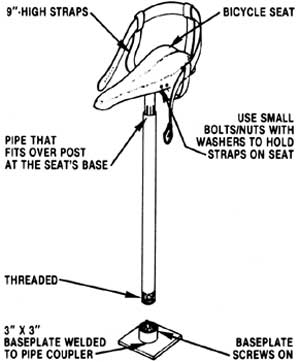 9"-HIGH STRAPS
BICYCLE SEAT
USE SMALL
BOLTS/NUTS WITH
WASHERS TO HOLD
STRAPS ON SEAT
PIPE THAT
FITS OVER POST
AT THE SEAT'S BASE
THREADED
3" X 3"
BASEPLATE WELDED
TO PIPE COUPLER
BASEPLATE
SCREWS ON